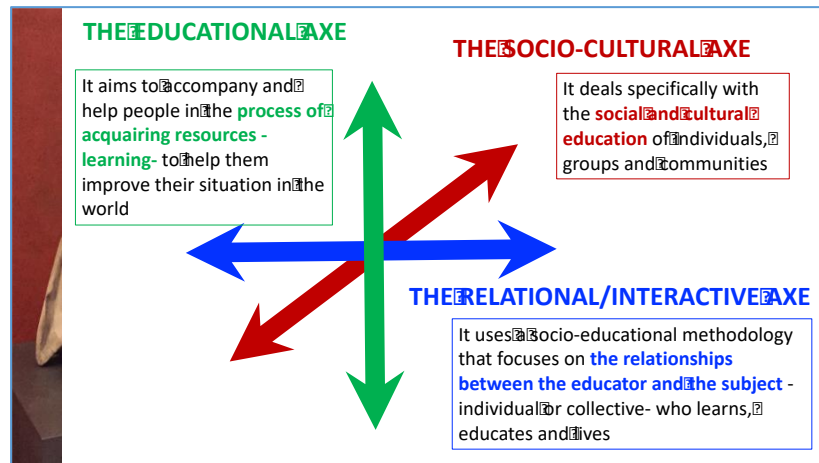 THE EDUCATIONAL AXE
It aims to accompany and
help people in the process of
acquairing resources -
learning- to help them
improve their situation in the
world
THE SOCIO-CULTURAL AXE
It deals specifically with
the social and cultural
education of individuals,
groups and communities
THE RELATIONAL/INTERACTIVE AXE
It uses a socio-educational methodology
that focuses on the relationships
between the educator and the subject -
individual or collective- who learns,
educates and lives